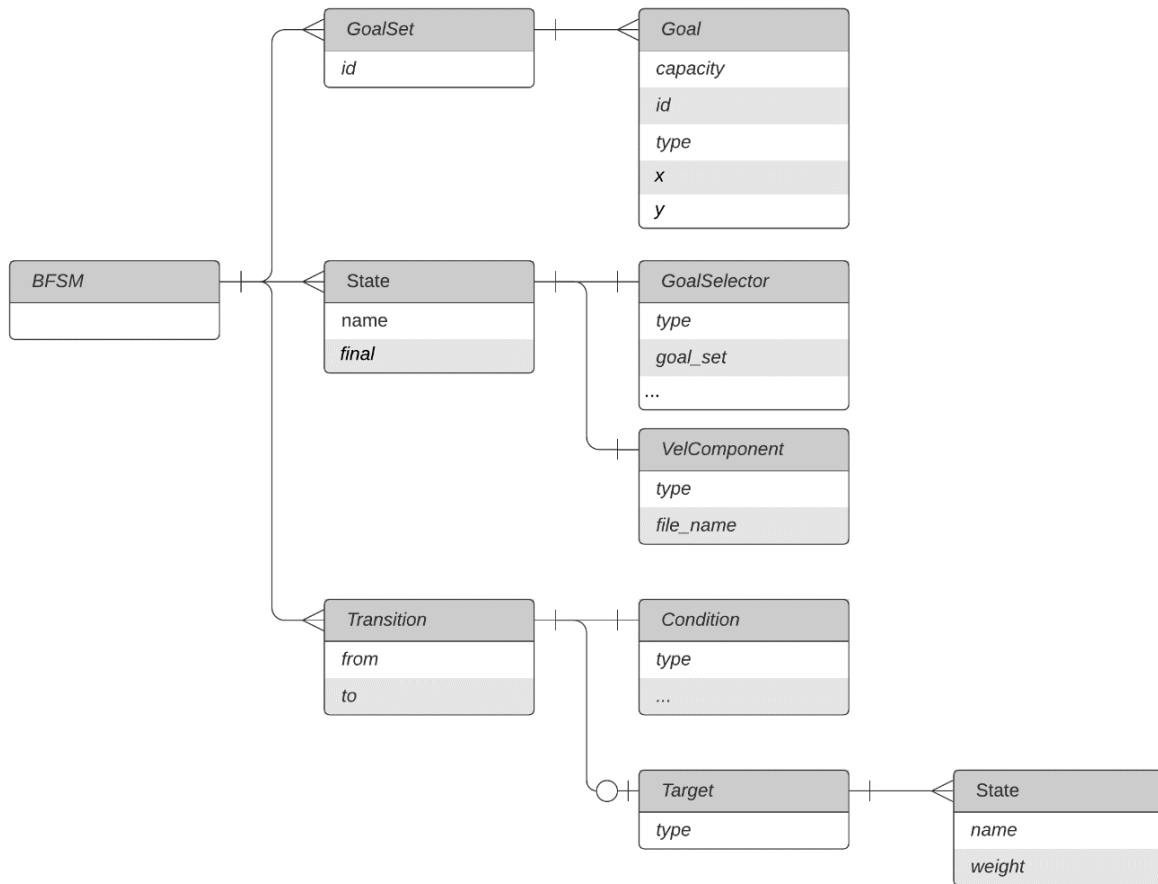 GoalSet
id
Goal
capacity
id
type
x
y
BFSM
State
name
final
GoalSelector
type
goal_set
...
VelComponent
type
file_name
Transition
from
to
Condition
type
...
Target
type
State
name
weight